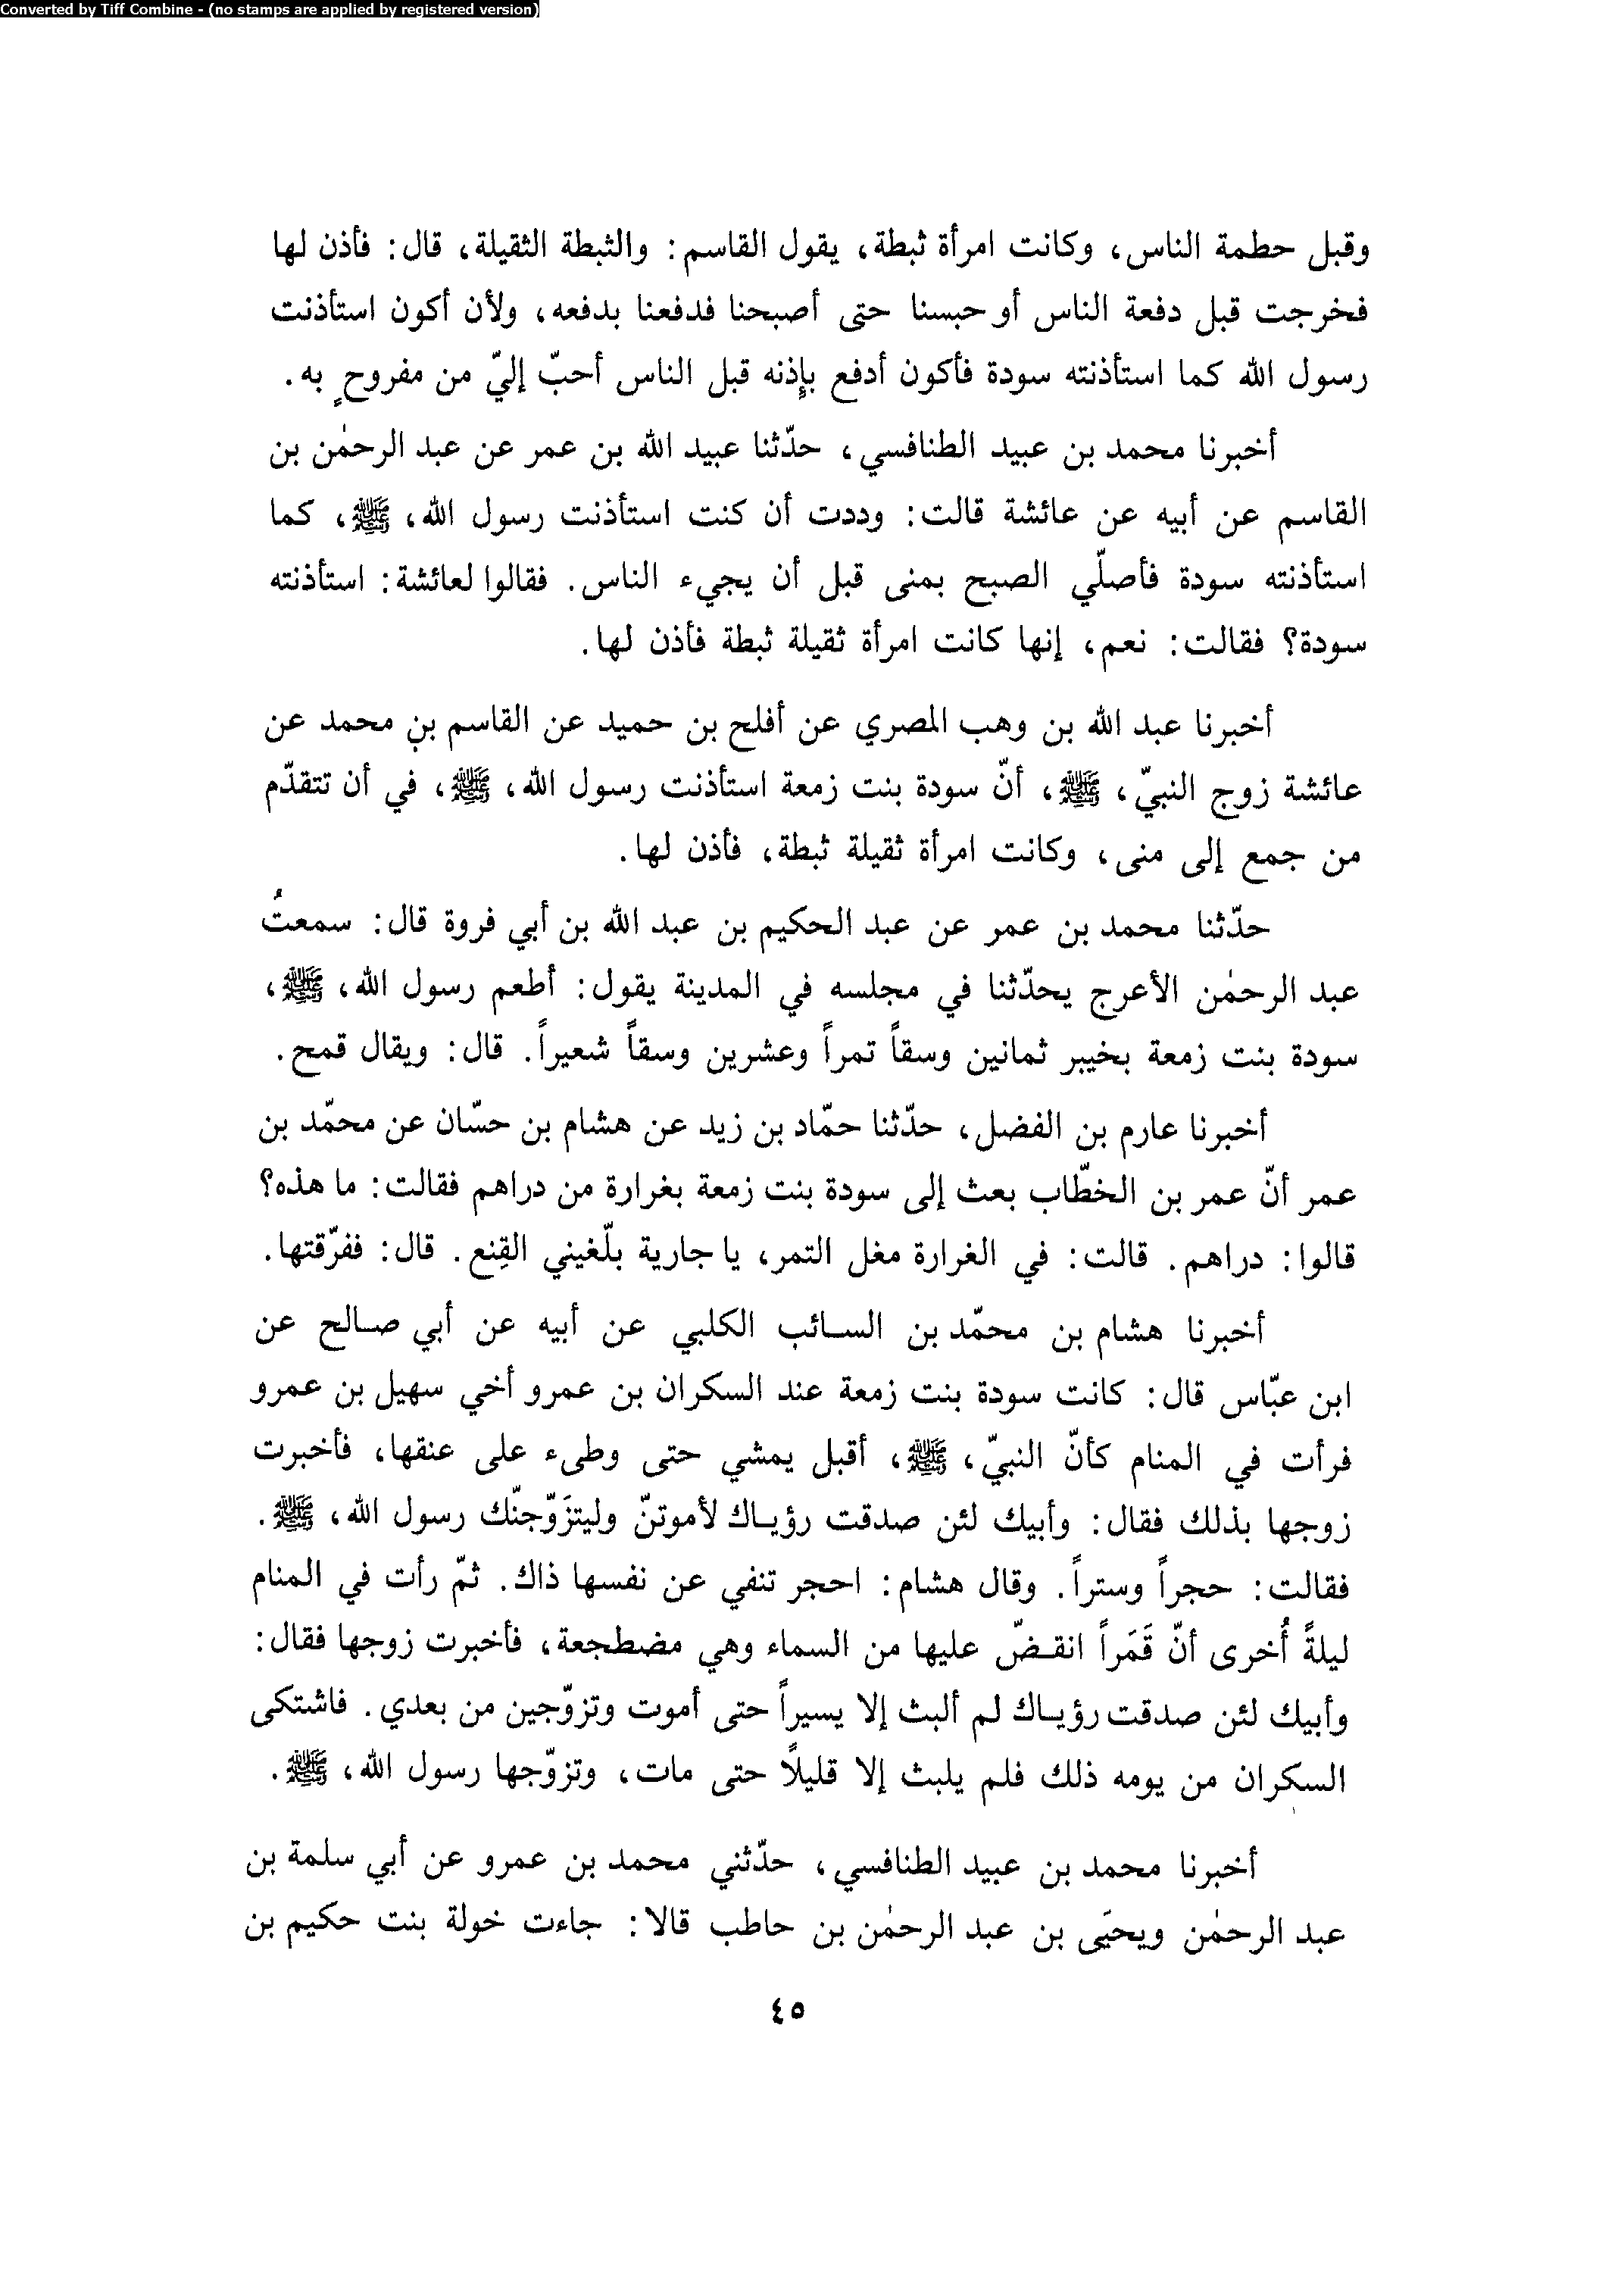 Converted by Tiff Combine - (no stamps are applied by registered version)
وقبل حطمة الناس، وكانت امرأة ثبطة، يقول القاسم: والثبطة الثقيلة، قال: فأذن لها
فخرجت قبل دفعة الناس أو حبسنا حتى أصبحنا فدفعنا بدفعه، ولأن أكون استأذنت
رسول الله كما استأذنته سودة فأكون أدفع بإذنه قبل الناس أحبّ إليّ من مفروحٍ به.
أخبرنا محمد بن عبيد الطنافسي، حدّثنا عبيد الله بن عمر عن عبد الرحمٰن بن
القاسم عن أبيه عن عائشة قالت: وددت أن كنت استأذنت رسول الله، ﷺ، كما
استأذنته سودة فأصلّي الصبح بمنى قبل أن يجيء الناس. فقالوا لعائشة: استأذنته
سودة؟ فقالت: نعم، إنها كانت امرأة ثقيلة ثبطة فأذن لها.
أخبرنا عبد الله بن وهب المصري عن أفلح بن حميد عن القاسم بن محمد عن
عائشة زوج النبيّ، ﷺ، أنّ سودة بنت زمعة استأذنت رسول الله، ﷺ، في أن تتقدّم
من جمع إلى منى، وكانت امرأة ثقيلة ثبطة، فأذن لها.
حدّثنا محمد بن عمر عن عبد الحكيم بن عبد الله بن أبي فروة قال: سمعتُ
عبد الرحمٰن الأعرج يحدّثنا في مجلسه في المدينة يقول: أطعم رسول الله، ﷺ،
سودة بنت زمعة بخيبر ثمانين وسقاً تمراً وعشرين وسقاً شعيراً. قال: ويقال قمح.
أخبرنا عارم بن الفضل، حدّثنا حمّاد بن زيد عن هشام بن حسّان عن محمّد بن
عمر أنّ عمر بن الخطّاب بعث إلى سودة بنت زمعة بغرارة من دراهم فقالت: ما هذه؟
قالوا: دراهم. قالت: في الغرارة مغل التمر، يا جارية بلّغيني القِنع. قال: ففرّقتها.
أخبرنا هشام بن محمّد بن السائب الكلبي عن أبيه عن أبي صالح عن
ابن عبّاس قال: كانت سودة بنت زمعة عند السكران بن عمرو أخي سهيل بن عمرو
فرأت في المنام كأنّ النبيّ، ﷺ، أقبل يمشي حتى وطىء على عنقها، فأخبرت
زوجها بذلك فقال: وأبيك لئن صدقت رؤياك لأموتنّ وليتزَوّجنّك رسول الله، ﷺ.
فقالت: حجراً وستراً. وقال هشام: احجر تنفي عن نفسها ذاك. ثمّ رأت في المنام
ليلةً أُخرى أنّ قَمَراً انقضّ عليها من السماء وهي مضطجعة، فأخبرت زوجها فقال:
وأبيك لئن صدقت رؤياك لم ألبث إلا يسيراً حتى أموت وتزوّجين من بعدي. فاشتكى
السكران من يومه ذلك فلم يلبث إلا قليلاً حتى مات، وتزوّجها رسول الله، ﷺ.
أخبرنا محمد بن عبيد الطنافسي، حدّثني محمد بن عمرو عن أبي سلمة بن
عبد الرحمٰن ويحيَى بن عبد الرحمٰن بن حاطب قالا: جاءت خولة بنت حكيم بن
٤٥